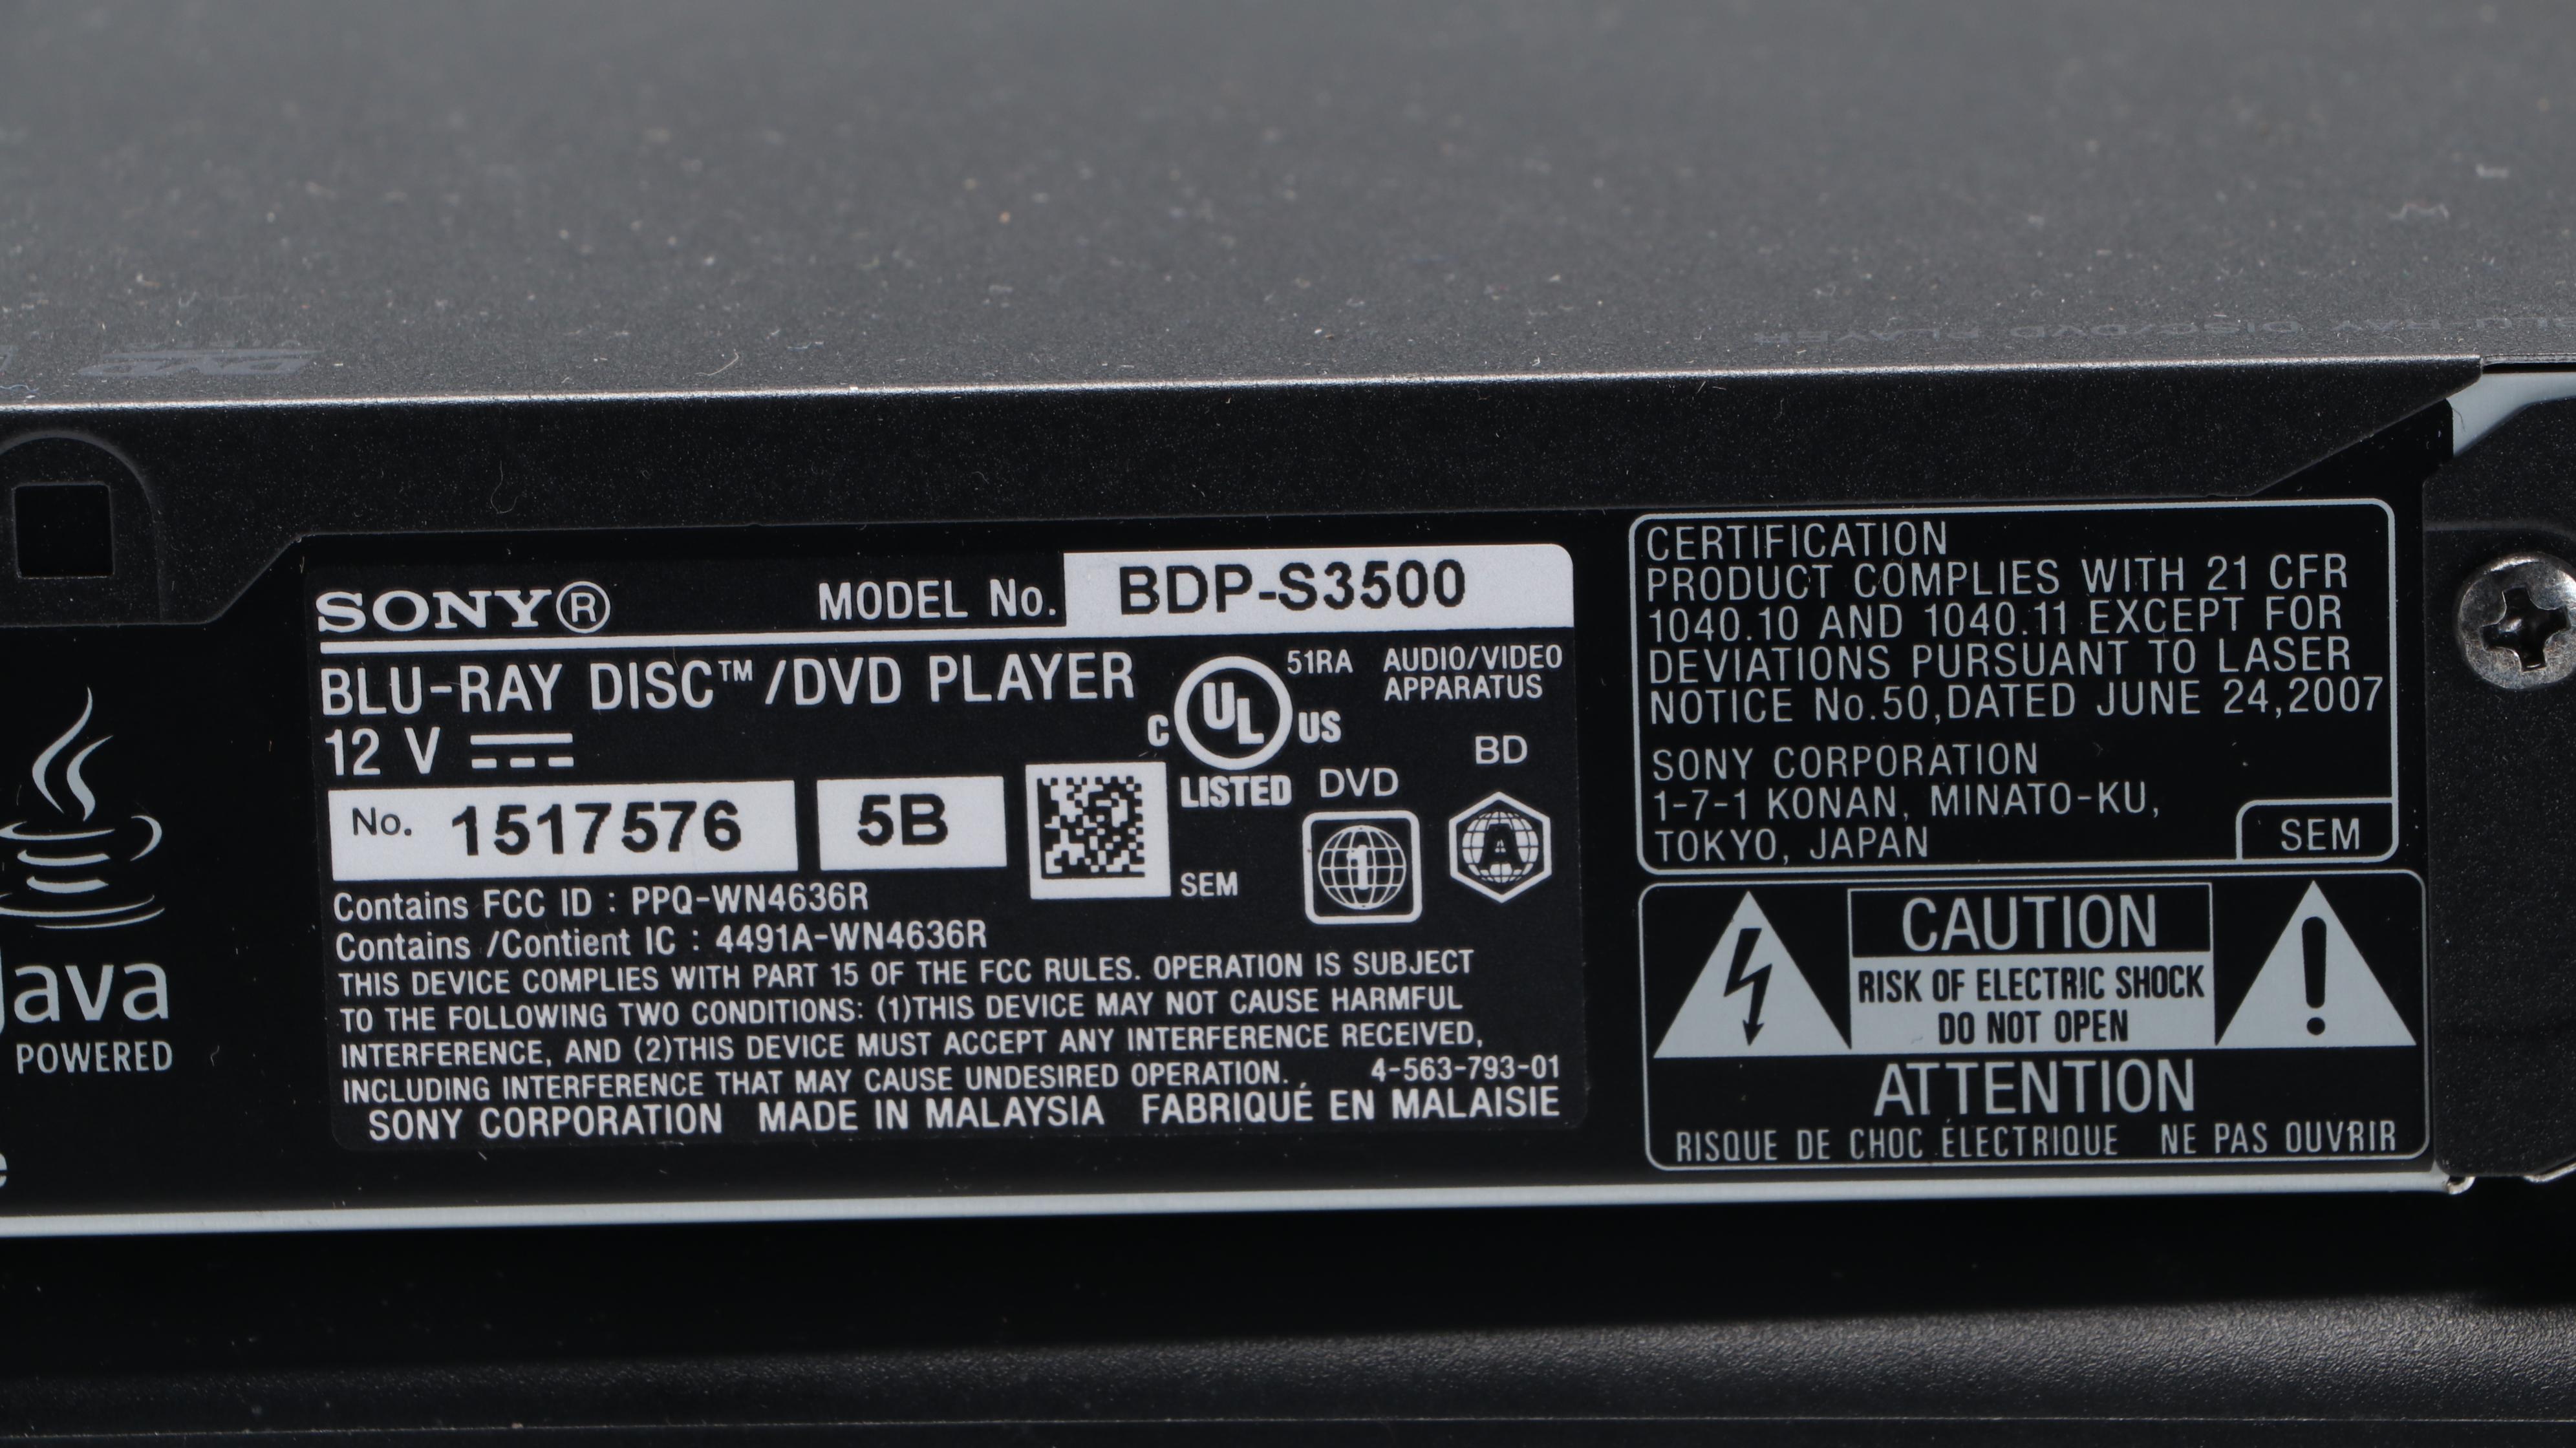 BLU-RAY DISC/DVD PLAYER
DVD
Java
POWERED
e
SONY® MODEL No. BDP-S3500
BLU-RAY DISC™/DVD PLAYER
12 V
No. 1517576 5B
C UL US
LISTED
51RA AUDIO/VIDEO
APPARATUS
SEM
DVD
1
BD
A
Contains FCC ID : PPQ-WN4636R
Contains /Contient IC : 4491A-WN4636R
THIS DEVICE COMPLIES WITH PART 15 OF THE FCC RULES. OPERATION IS SUBJECT
TO THE FOLLOWING TWO CONDITIONS: (1)THIS DEVICE MAY NOT CAUSE HARMFUL
INTERFERENCE, AND (2)THIS DEVICE MUST ACCEPT ANY INTERFERENCE RECEIVED,
INCLUDING INTERFERENCE THAT MAY CAUSE UNDESIRED OPERATION. 4-563-793-01
SONY CORPORATION MADE IN MALAYSIA FABRIQUÉ EN MALAISIE
CERTIFICATION
PRODUCT COMPLIES WITH 21 CFR
1040.10 AND 1040.11 EXCEPT FOR
DEVIATIONS PURSUANT TO LASER
NOTICE No.50,DATED JUNE 24,2007
SONY CORPORATION
1-7-1 KONAN, MINATO-KU,
TOKYO, JAPAN
SEM
CAUTION
RISK OF ELECTRIC SHOCK
DO NOT OPEN
ATTENTION
RISQUE DE CHOC ÉLECTRIQUE NE PAS OUVRIR